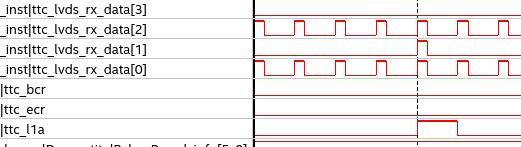 _inst|ttc_lvds_rx_data[3]
_inst|ttc_lvds_rx_data[2]
_inst|ttc_lvds_rx_data[1]
_inst|ttc_lvds_rx_data[0]
|ttc_bcr
|ttc_ecr
|ttc_l1a